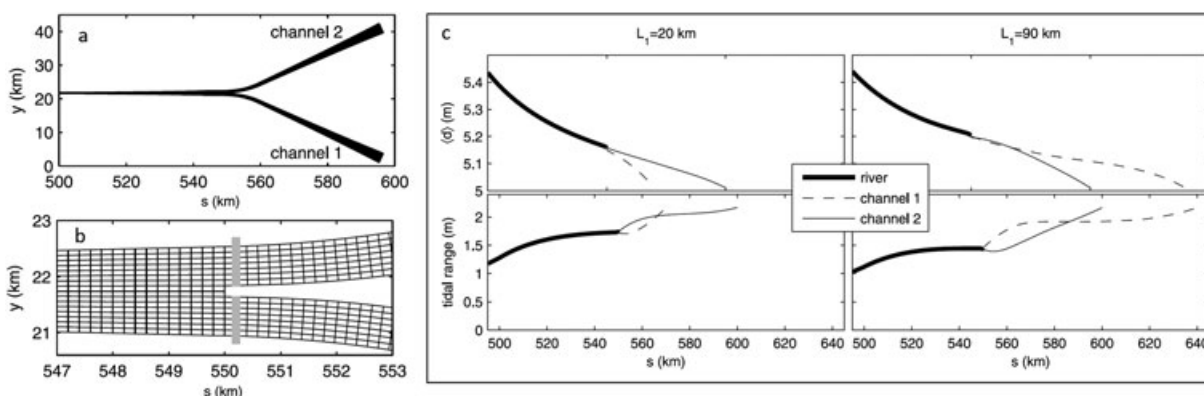 a
y (km)
40
30
20
10
0
channel 2
channel 1
500
520
540
560
580
600
s (km)
b
y (km)
23
22
21
547
548
549
550
551
552
553
s (km)
c
L₁=20 km
L₁=90 km
⟨d⟩ (m)
5.4
5.3
5.2
5.1
5
river
channel 1
channel 2
tidal range (m)
2
1.5
1
0.5
0
500
520
540
560
580
600
620
640
s (km)
500
520
540
560
580
600
620
640
s (km)